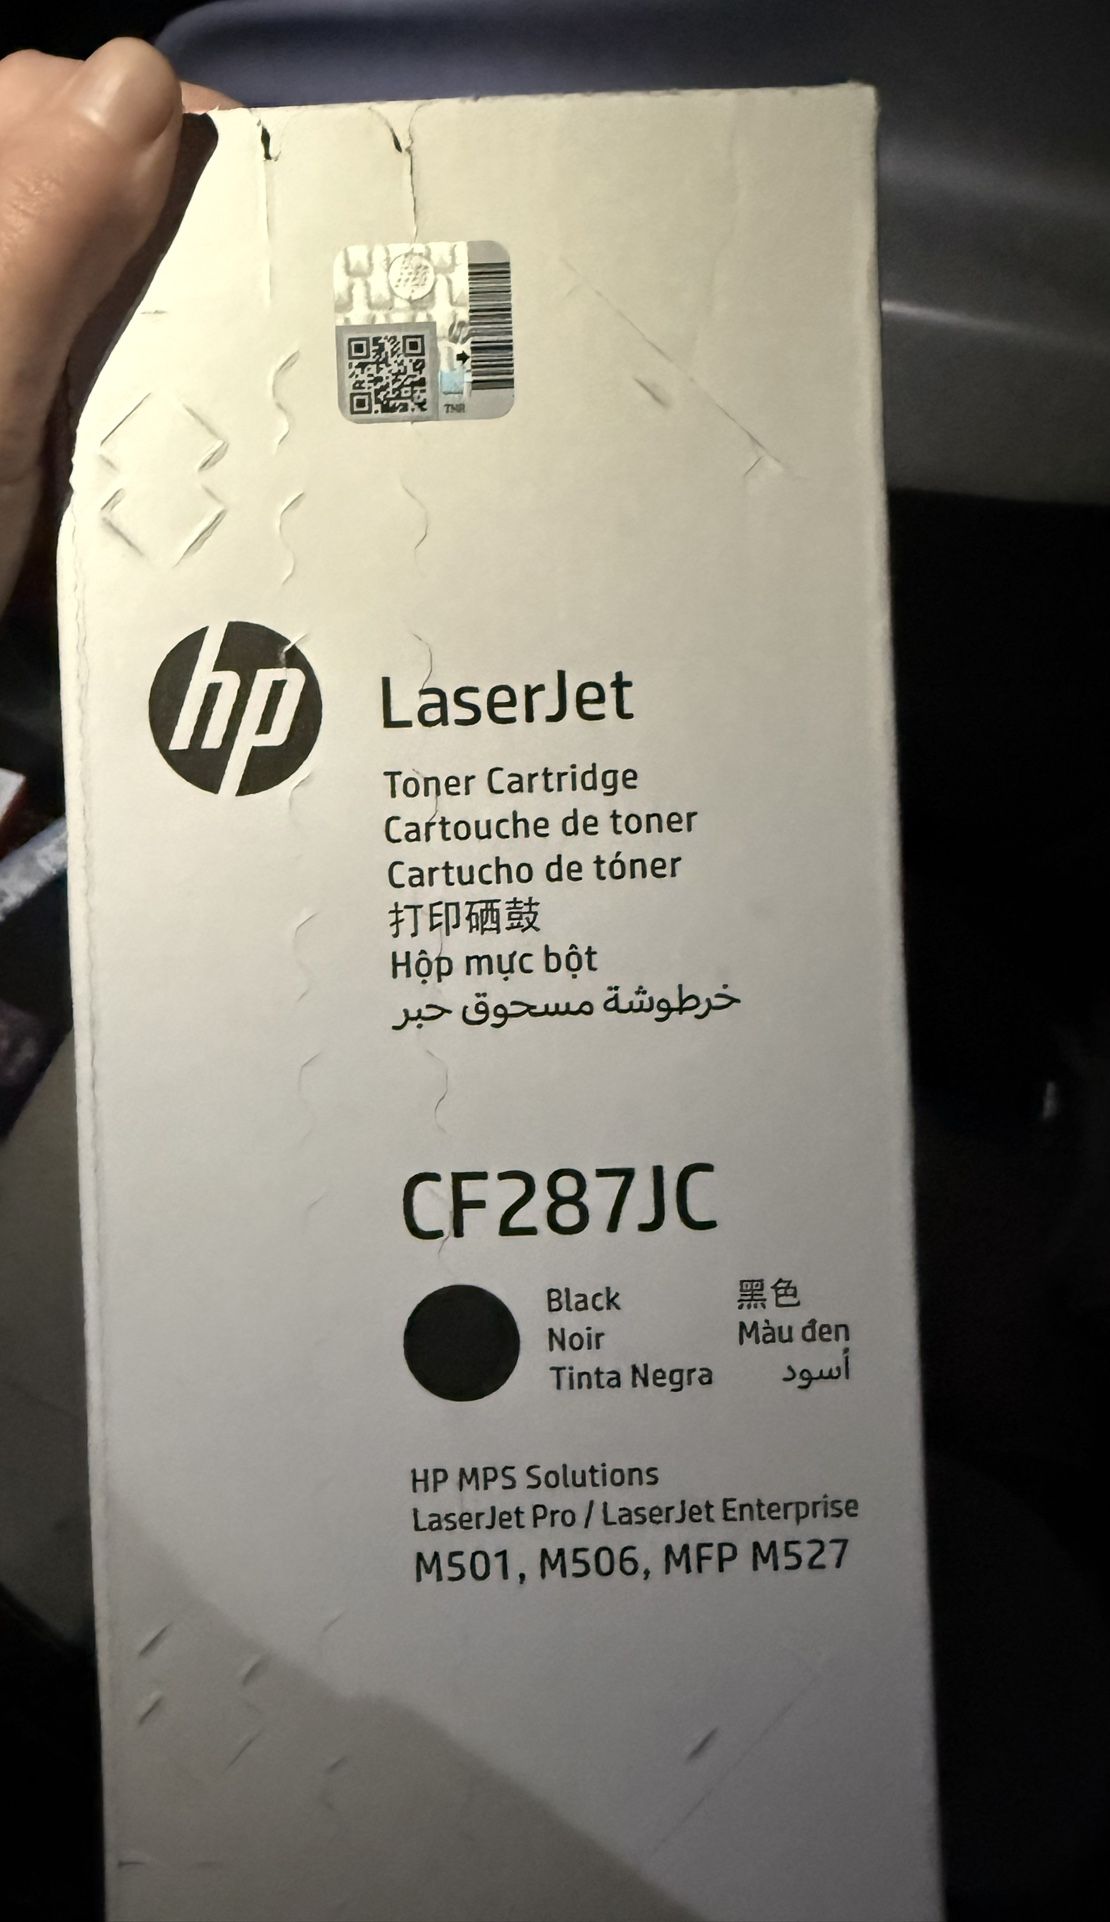 TMR
hp
LaserJet
Toner Cartridge
Cartouche de toner
Cartucho de tóner
打印硒鼓
Hộp mực bột
خرطوشة مسحوق حبر
CF287JC
Black
Noir
Tinta Negra
黑色
Màu đen
أسود
HP MPS Solutions
LaserJet Pro / LaserJet Enterprise
M501, M506, MFP M527